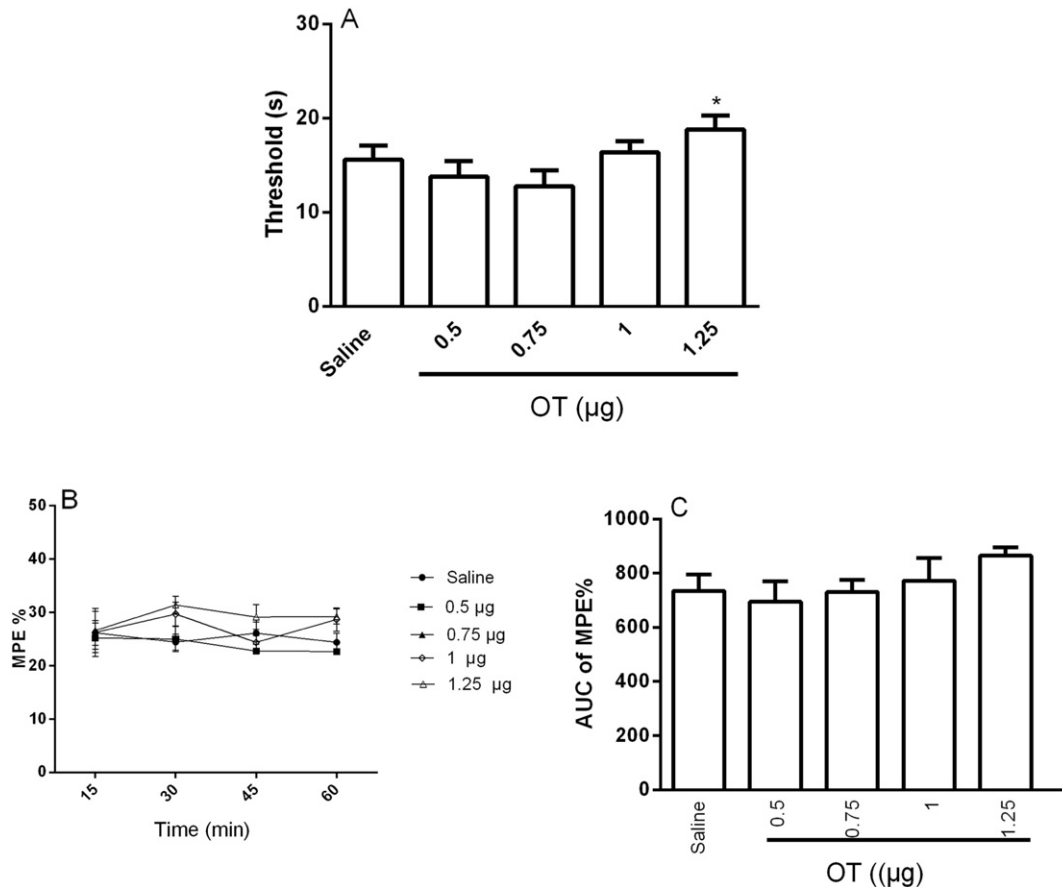 A
Threshold (s)
30
20
10
0
*
Saline
0.5
0.75
1
1.25
OT (µg)
B
MPE %
50
40
30
20
10
0
15
30
45
60
Time (min)
Saline
0.5 µg
0.75 µg
1 µg
1.25 µg
C
AUC of MPE%
1000
800
600
400
200
0
Saline
0.5
0.75
1
1.25
OT ((µg)